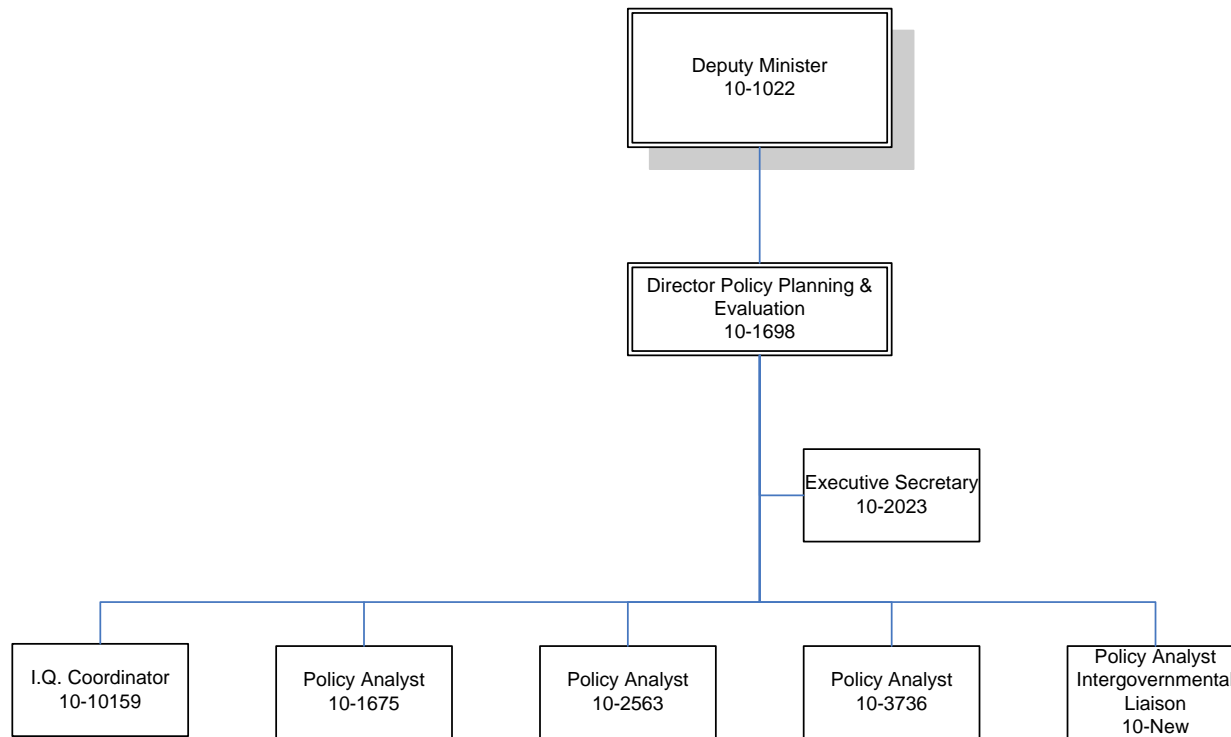 Deputy Minister
10-1022
Director Policy Planning &
Evaluation
10-1698
Executive Secretary
10-2023
I.Q. Coordinator
10-10159
Policy Analyst
10-1675
Policy Analyst
10-2563
Policy Analyst
10-3736
Policy Analyst
Intergovernmental
Liaison
10-New